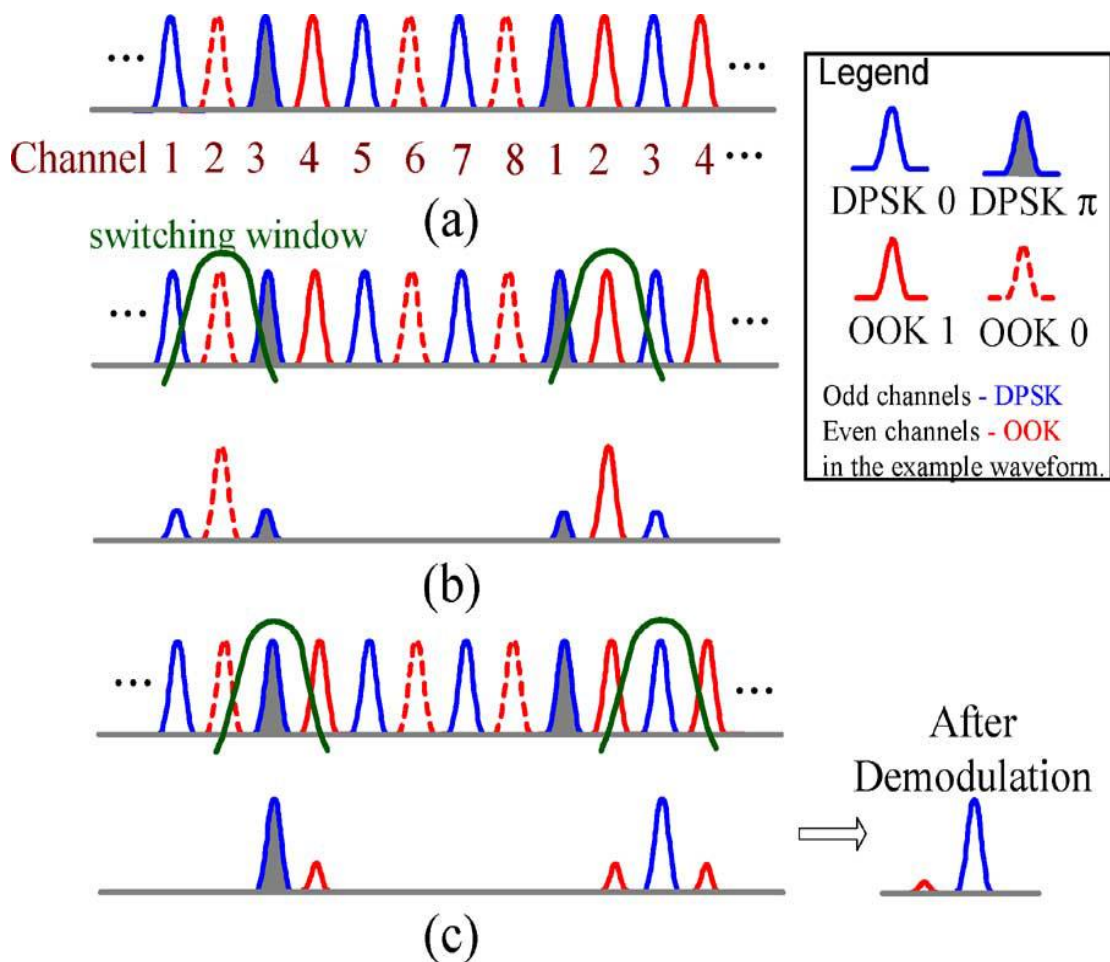 ...
...
Channel 1 2 3 4 5 6 7 8 1 2 3 4 ...
(a)
switching window
...
...
(b)
...
...
(c)
After
Demodulation
Legend
DPSK 0 DPSK π
OOK 1 OOK 0
Odd channels - DPSK
Even channels - OOK
in the example waveform.